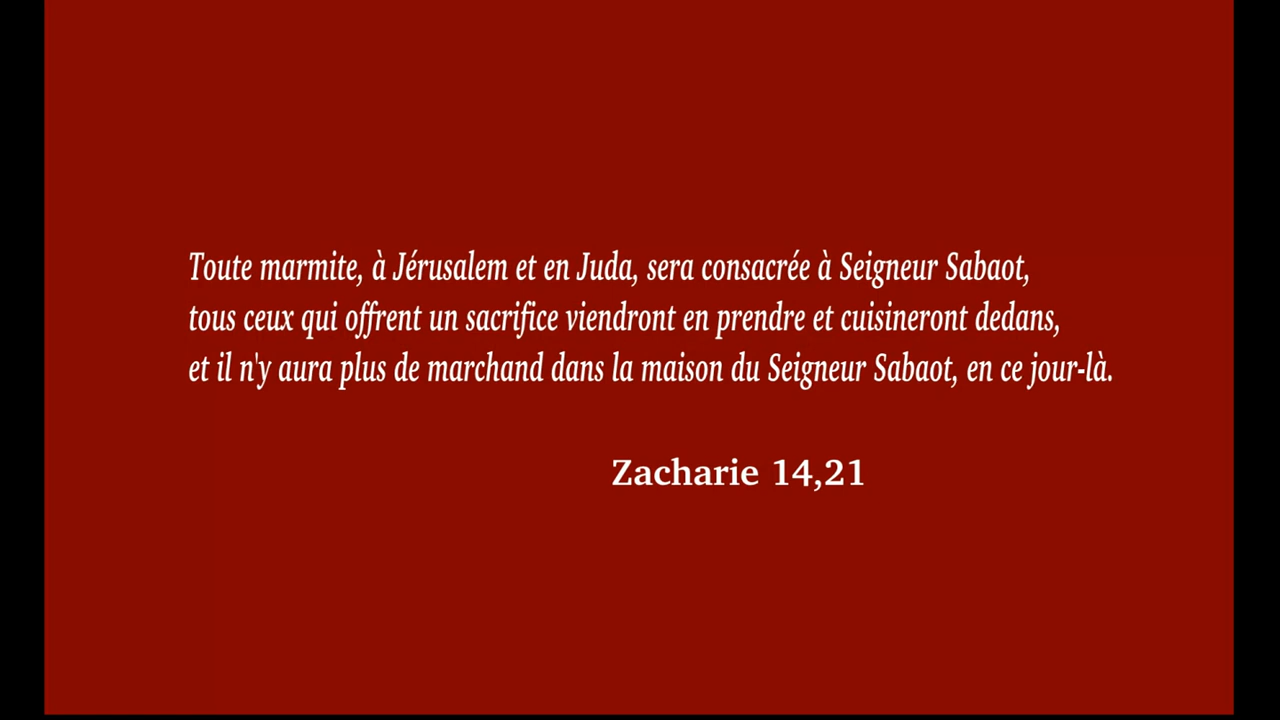 Toute marmite, à Jérusalem et en Juda, sera consacrée à Seigneur Sabaot,
tous ceux qui offrent un sacrifice viendront en prendre et cuisineront dedans,
et il n'y aura plus de marchand dans la maison du Seigneur Sabaot, en ce jour-là.
Zacharie 14,21